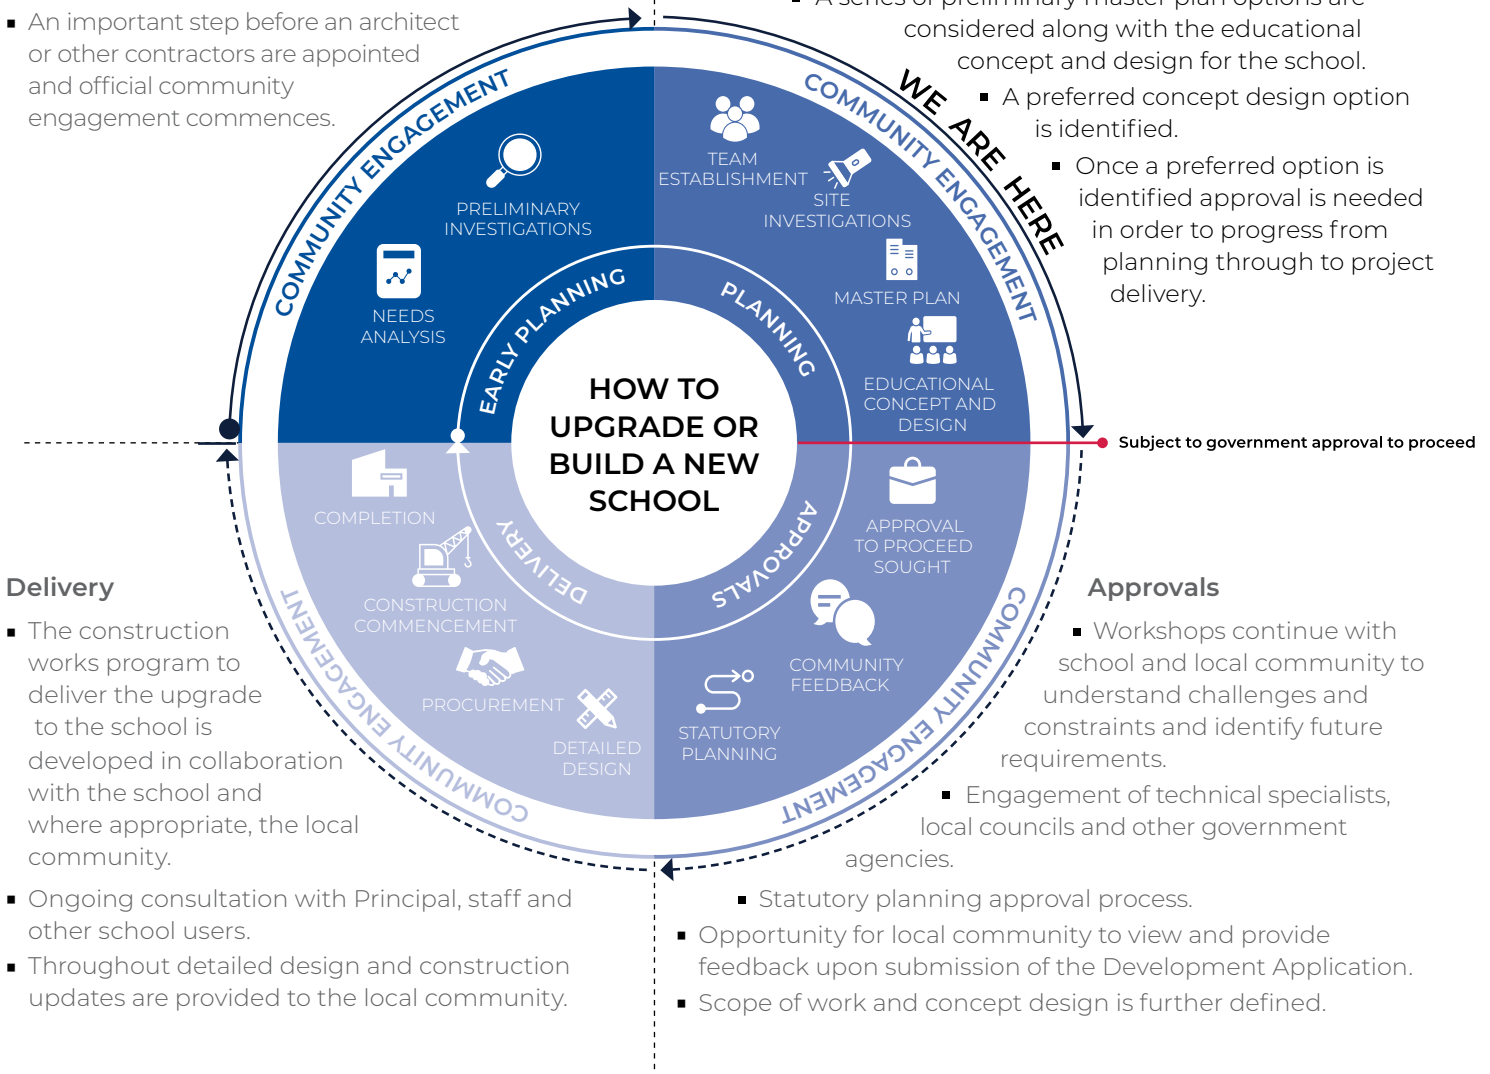 An important step before an architect
or other contractors are appointed
and official community
engagement commences.
A series of preliminary master plan options are
considered along with the educational
concept and design for the school.
A preferred concept design option
is identified.
Once a preferred option is
identified approval is needed
in order to progress from
planning through to project
delivery.
WE ARE HERE
COMMUNITY ENGAGEMENT
PRELIMINARY
INVESTIGATIONS
NEEDS
ANALYSIS
EARLY PLANNING
COMMUNITY ENGAGEMENT
TEAM
ESTABLISHMENT
SITE
INVESTIGATIONS
MASTER PLAN
EDUCATIONAL
CONCEPT AND
DESIGN
PLANNING
HOW TO
UPGRADE OR
BUILD A NEW
SCHOOL
Subject to government approval to proceed
APPROVAL
TO PROCEED
SOUGHT
COMMUNITY
FEEDBACK
STATUTORY
PLANNING
APPROVALS
COMMUNITY ENGAGEMENT
COMPLETION
CONSTRUCTION
COMMENCEMENT
PROCUREMENT
DETAILED
DESIGN
DELIVERY
COMMUNITY ENGAGEMENT
Delivery
The construction
works program to
deliver the upgrade
to the school is
developed in collaboration
with the school and
where appropriate, the local
community.
Ongoing consultation with Principal, staff and
other school users.
Throughout detailed design and construction
updates are provided to the local community.
Approvals
Workshops continue with
school and local community to
understand challenges and
constraints and identify future
requirements.
Engagement of technical specialists,
local councils and other government
agencies.
Statutory planning approval process.
Opportunity for local community to view and provide
feedback upon submission of the Development Application.
Scope of work and concept design is further defined.